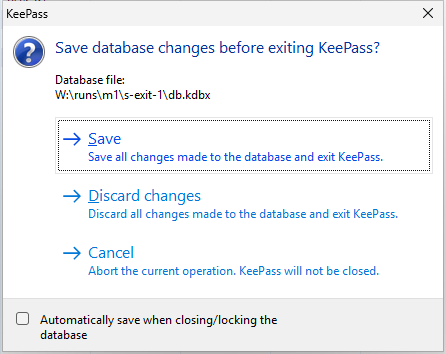 KeePass
Save database changes before exiting KeePass?
Database file:
W:\runs\m1\s-exit-1\db.kdbx
Save
Save all changes made to the database and exit KeePass.
Discard changes
Discard all changes made to the database and exit KeePass.
Cancel
Abort the current operation. KeePass will not be closed.
Automatically save when closing/locking the
database